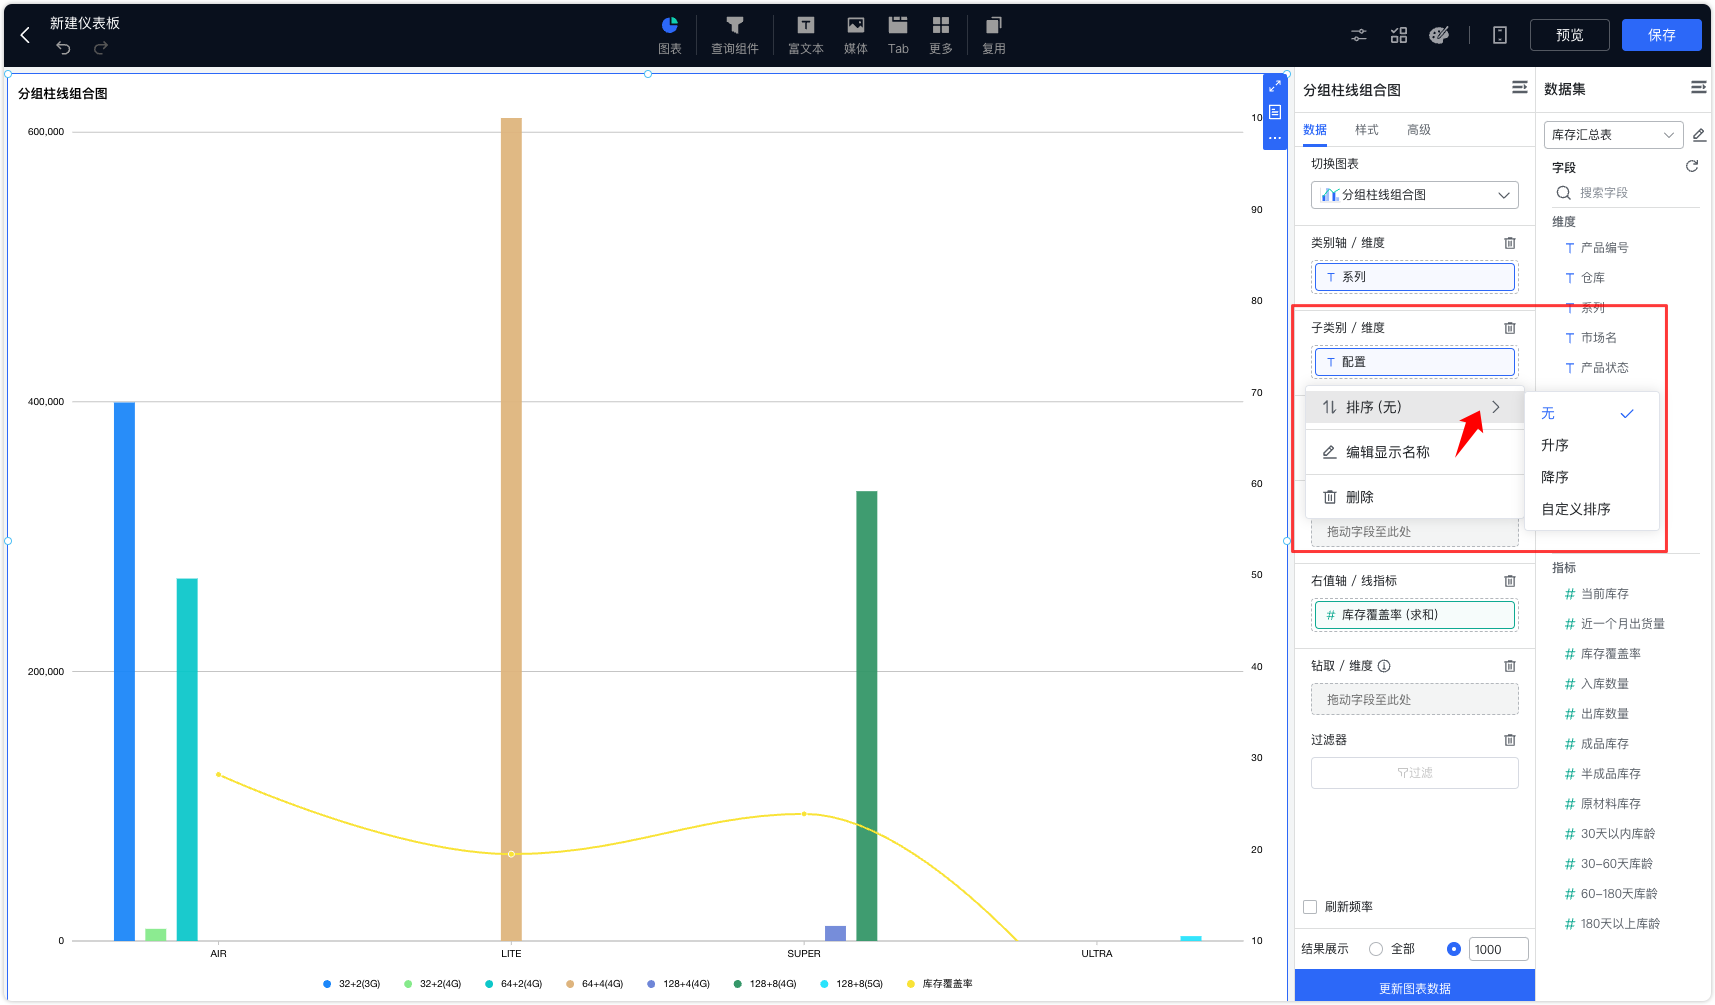 新建仪表板
图表
查询组件
富文本
媒体
Tab
更多
复用
预览
保存
分组柱线组合图
600,000
400,000
200,000
0
10
90
80
70
60
50
40
30
20
10
AIR
LITE
SUPER
ULTRA
32+2(3G)
32+2(4G)
64+2(4G)
64+4(4G)
128+4(4G)
128+8(4G)
128+8(5G)
库存覆盖率
分组柱线组合图
数据
样式
高级
切换图表
分组柱线组合图
类别轴 / 维度
T 系列
子类别 / 维度
T 配置
排序 (无)
编辑显示名称
删除
拖动字段至此处
无
升序
降序
自定义排序
右值轴 / 线指标
# 库存覆盖率 (求和)
钻取 / 维度
拖动字段至此处
过滤器
过滤
刷新频率
结果展示
全部
1000
更新图表数据
数据集
库存汇总表
字段
搜索字段
维度
T 产品编号
T 仓库
T 系列
T 市场名
T 产品状态
指标
# 当前库存
# 近一个月出货量
# 库存覆盖率
# 入库数量
# 出库数量
# 成品库存
# 半成品库存
# 原材料库存
# 30天以内库龄
# 30-60天库龄
# 60-180天库龄
# 180天以上库龄